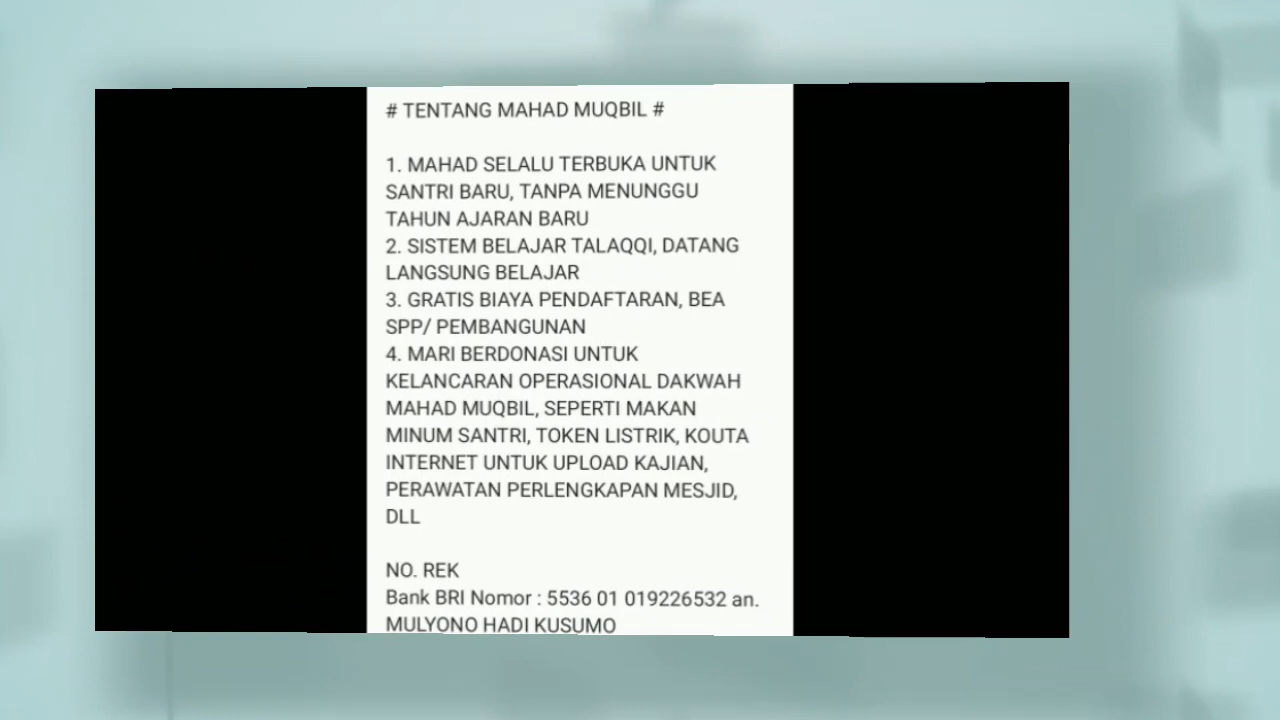 # TENTANG MAHAD MUQBIL #
1. MAHAD SELALU TERBUKA UNTUK
SANTRI BARU, TANPA MENUNGGU
TAHUN AJARAN BARU
2. SISTEM BELAJAR TALAQQI, DATANG
LANGSUNG BELAJAR
3. GRATIS BIAYA PENDAFTARAN, BEA
SPP/ PEMBANGUNAN
4. MARI BERDONASI UNTUK
KELANCARAN OPERASIONAL DAKWAH
MAHAD MUQBIL, SEPERTI MAKAN
MINUM SANTRI, TOKEN LISTRIK, KOUTA
INTERNET UNTUK UPLOAD KAJIAN,
PERAWATAN PERLENGKAPAN MESJID,
DLL
NO. REK
Bank BRI Nomor : 5536 01 019226532 an.
MULYONO HADI KUSUMO